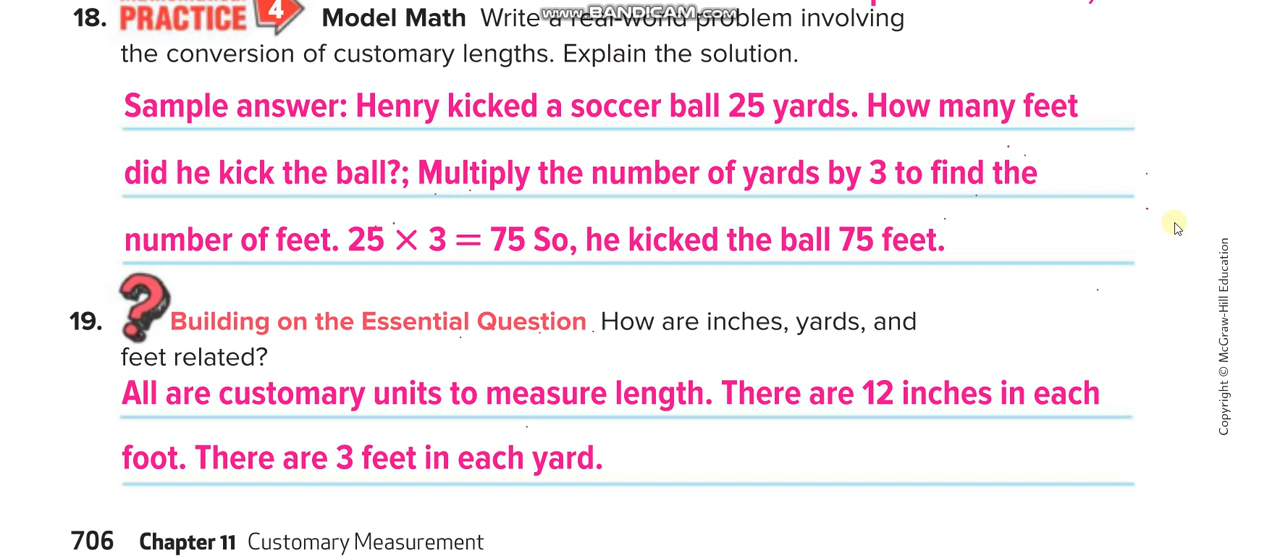 18. PRACTICE 4 Model Math Write a real-world problem involving
www.BANDICAM.com
the conversion of customary lengths. Explain the solution.
Sample answer: Henry kicked a soccer ball 25 yards. How many feet
did he kick the ball?; Multiply the number of yards by 3 to find the
number of feet. 25 × 3 = 75 So, he kicked the ball 75 feet.
19. Building on the Essential Question How are inches, yards, and
feet related?
All are customary units to measure length. There are 12 inches in each
foot. There are 3 feet in each yard.
706 Chapter 11 Customary Measurement
Copyright © McGraw-Hill Education